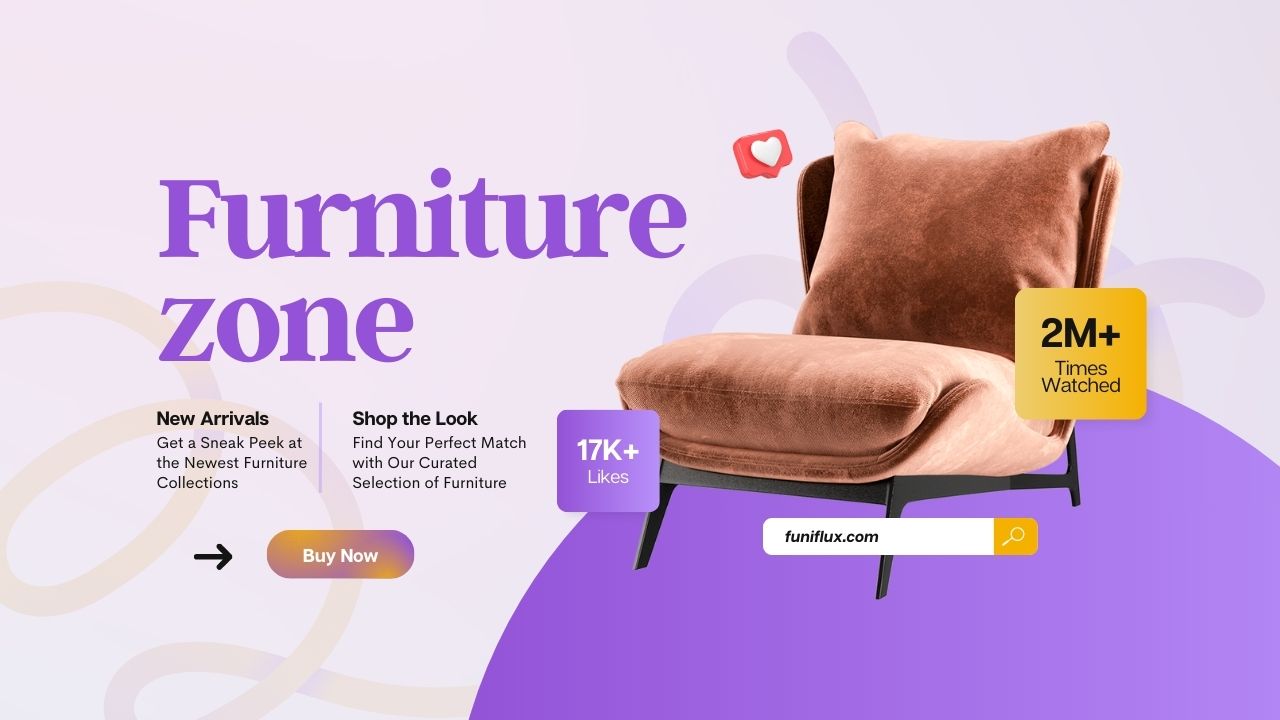 Furniture
zone
New Arrivals
Get a Sneak Peek at
the Newest Furniture
Collections
Shop the Look
Find Your Perfect Match
with Our Curated
Selection of Furniture
Buy Now
17K+
Likes
2M+
Times
Watched
funiflux.com